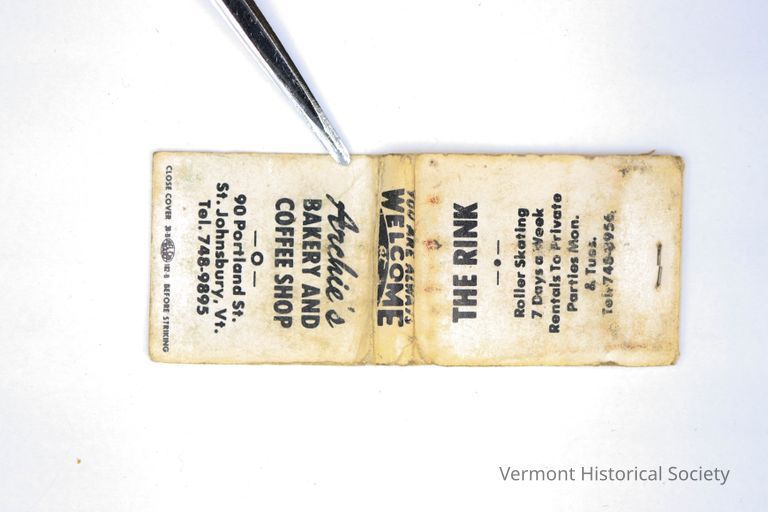 Archie's
BAKERY AND
COFFEE SHOP
—O—
90 Portland St.
St. Johnsbury, Vt.
Tel. 748-9895
CLOSE COVER BEFORE STRIKING
YOU ARE ALWAYS
WELCOME
THE RINK
—•—
Roller Skating
7 Days a Week
Rentals To Private
Parties Mon.
& Tues.
Tel: 748-8956
Vermont Historical Society